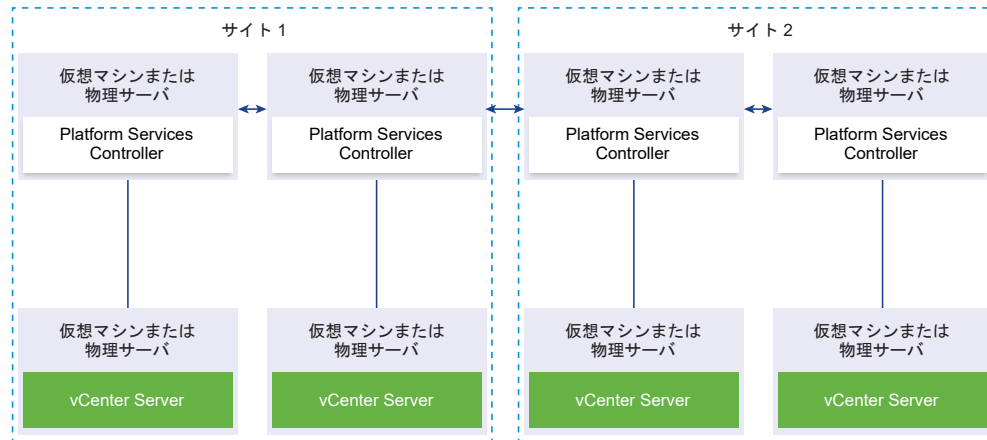 サイト 1
サイト 2
仮想マシンまたは
物理サーバ
Platform Services
Controller
仮想マシンまたは
物理サーバ
Platform Services
Controller
仮想マシンまたは
物理サーバ
Platform Services
Controller
仮想マシンまたは
物理サーバ
Platform Services
Controller
仮想マシンまたは
物理サーバ
vCenter Server
仮想マシンまたは
物理サーバ
vCenter Server
仮想マシンまたは
物理サーバ
vCenter Server
仮想マシンまたは
物理サーバ
vCenter Server